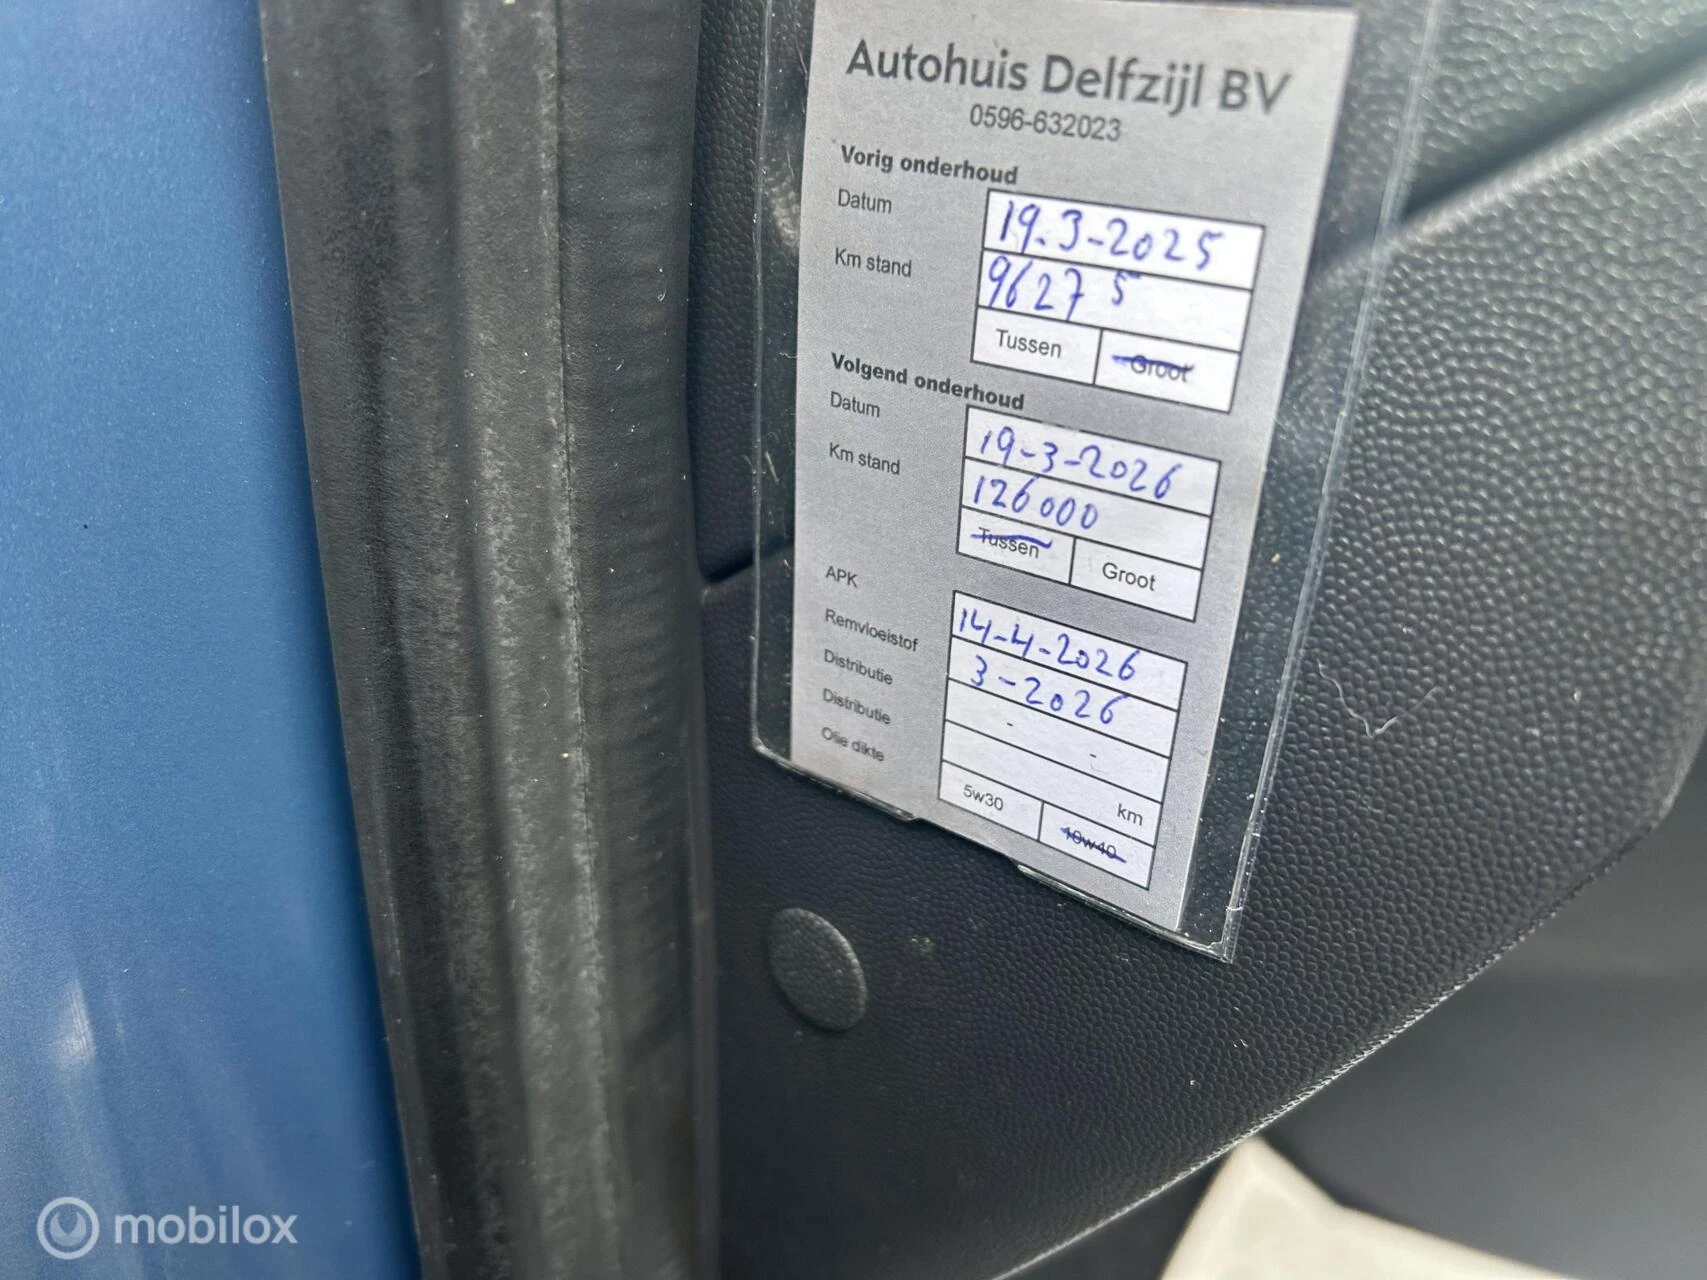 Autohuis Delfzijl BV
0596-632023
Vorig onderhoud
Datum 19-3-2025
Km stand 96275
Tussen Groot
Volgend onderhoud
Datum 19-3-2026
Km stand 126000
Tussen Groot
APK 14-4-2026
Remvloeistof 3-2026
Distributie -
Distributie - km
Olie dikte 5w30 10w40
mobilox